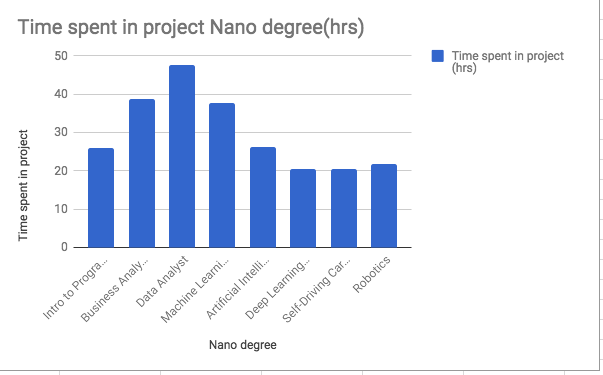 Time spent in project Nano degree(hrs)
Time spent in project
(hrs)
Time spent in project
50
40
30
20
10
0
Intro to Progra...
Business Analy...
Data Analyst
Machine Learni...
Artificial Intelli...
Deep Learning...
Self-Driving Car...
Robotics
Nano degree